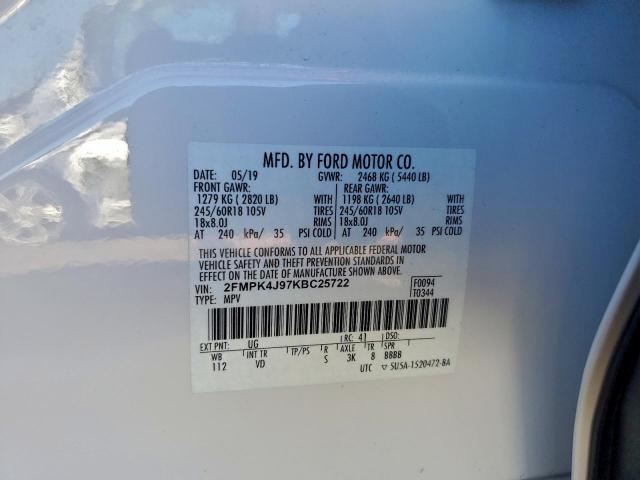 MFD. BY FORD MOTOR CO.
DATE: 05/19 GVWR: 2468 KG ( 5440 LB)
FRONT GAWR: REAR GAWR:
1279 KG ( 2820 LB) WITH 1198 KG ( 2640 LB) WITH
245/60R18 105V TIRES 245/60R18 105V TIRES
18x8.0J RIMS 18x8.0J RIMS
AT 240 kPa/ 35 PSI COLD AT 240 kPa/ 35 PSI COLD
THIS VEHICLE CONFORMS TO ALL APPLICABLE FEDERAL MOTOR
VEHICLE SAFETY AND THEFT PREVENTION STANDARDS IN
EFFECT ON THE DATE OF MANUFACTURE SHOWN ABOVE.
VIN: 2FMPK4J97KBC25722 F0094
TYPE: MPV T0344
EXT PNT: UG RC: 41 DSO:
WB INT TR TP/PS R AXLE TR SPR
112 VD S 3K 8 BBBB
UTC ▽ SU5A-1520472-BA